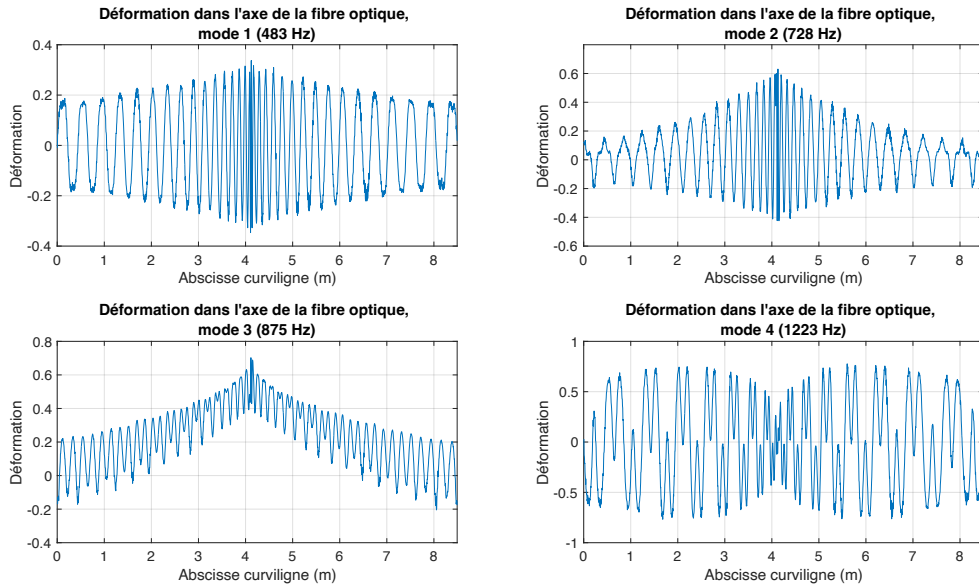 Déformation dans l'axe de la fibre optique,
mode 1 (483 Hz)
0.4
0.2
0
-0.2
-0.4
Déformation
0 1 2 3 4 5 6 7 8
Abscisse curviligne (m)
Déformation dans l'axe de la fibre optique,
mode 2 (728 Hz)
0.6
0.4
0.2
0
-0.2
-0.4
-0.6
Déformation
0 1 2 3 4 5 6 7 8
Abscisse curviligne (m)
Déformation dans l'axe de la fibre optique,
mode 3 (875 Hz)
0.8
0.6
0.4
0.2
0
-0.2
-0.4
Déformation
0 1 2 3 4 5 6 7 8
Abscisse curviligne (m)
Déformation dans l'axe de la fibre optique,
mode 4 (1223 Hz)
1
0.5
0
-0.5
-1
Déformation
0 1 2 3 4 5 6 7 8
Abscisse curviligne (m)